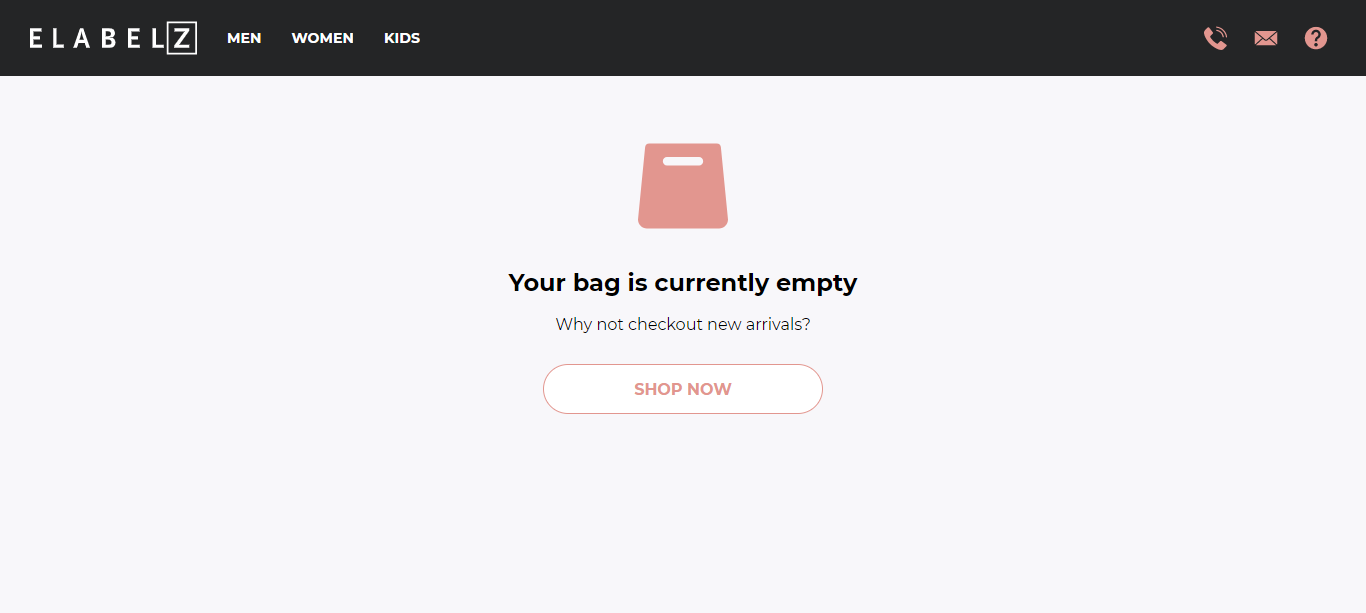 ELABELZ MEN WOMEN KIDS
Your bag is currently empty
Why not checkout new arrivals?
SHOP NOW